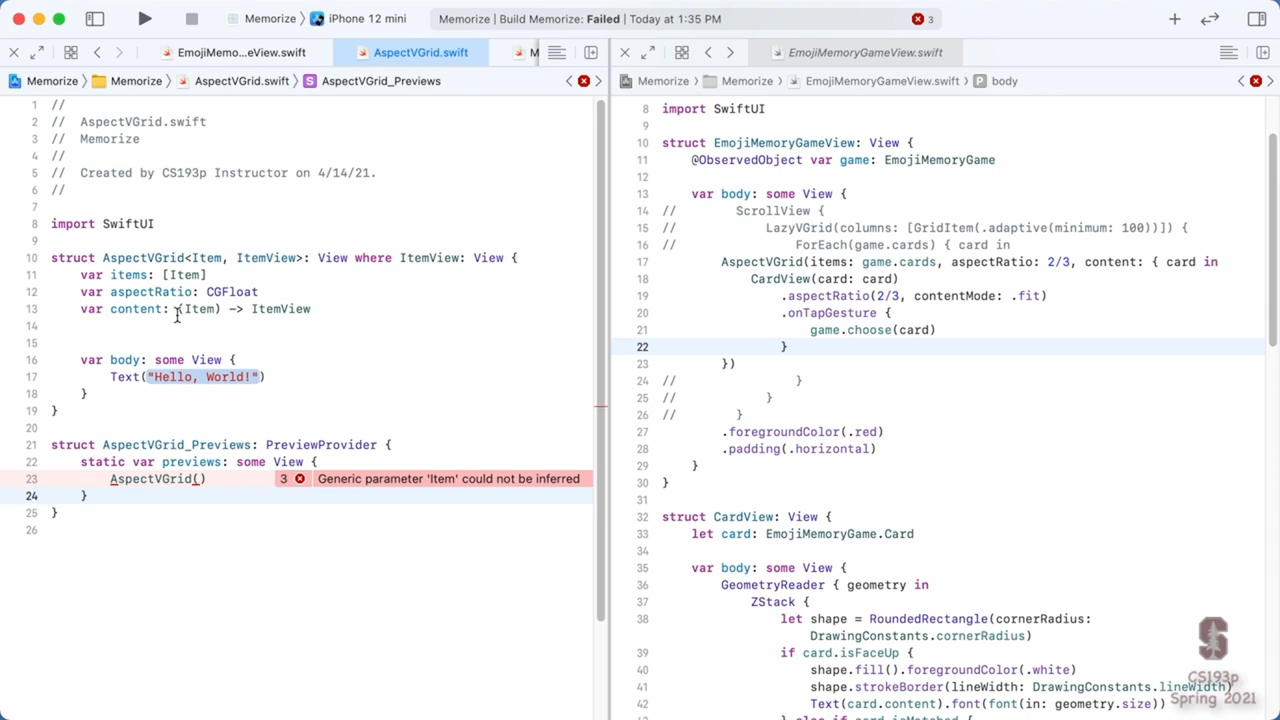 Memorize 〉 iPhone 12 mini
Memorize | Build Memorize: Failed | Today at 1:35 PM
3
EmojiMemo...eView.swift
AspectVGrid.swift
M
EmojiMemoryGameView.swift
Memorize 〉 Memorize 〉 AspectVGrid.swift 〉 S AspectVGrid_Previews
Memorize 〉 Memorize 〉 EmojiMemoryGameView.swift 〉 P body
1 //
2 //  AspectVGrid.swift
3 //  Memorize
4 //
5 //  Created by CS193p Instructor on 4/14/21.
6 //
7
8 import SwiftUI
9
10 struct AspectVGrid<Item, ItemView>: View where ItemView: View {
11     var items: [Item]
12     var aspectRatio: CGFloat
13     var content: (Item) -> ItemView
14
15
16     var body: some View {
17         Text("Hello, World!")
18     }
19 }
20
21 struct AspectVGrid_Previews: PreviewProvider {
22     static var previews: some View {
23         AspectVGrid() 3 Generic parameter 'Item' could not be inferred
24     }
25 }
26
8 import SwiftUI
9
10 struct EmojiMemoryGameView: View {
11     @ObservedObject var game: EmojiMemoryGame
12
13     var body: some View {
14 //        ScrollView {
15 //            LazyVGrid(columns: [GridItem(.adaptive(minimum: 100))]) {
16 //                ForEach(game.cards) { card in
17         AspectVGrid(items: game.cards, aspectRatio: 2/3, content: { card in
18             CardView(card: card)
19                 .aspectRatio(2/3, contentMode: .fit)
20                 .onTapGesture {
21                     game.choose(card)
22                 }
23         })
24 //                }
25 //            }
26 //        }
27         .foregroundColor(.red)
28         .padding(.horizontal)
29     }
30 }
31
32 struct CardView: View {
33     let card: EmojiMemoryGame.Card
34
35     var body: some View {
36         GeometryReader { geometry in
37             ZStack {
38                 let shape = RoundedRectangle(cornerRadius:
                    DrawingConstants.cornerRadius)
39                 if card.isFaceUp {
40                     shape.fill().foregroundColor(.white)
41                     shape.strokeBorder(lineWidth: DrawingConstants.lineWidth)
42                     Text(card.content).font(font(in: geometry.size))
S
CS193p
Spring 2021